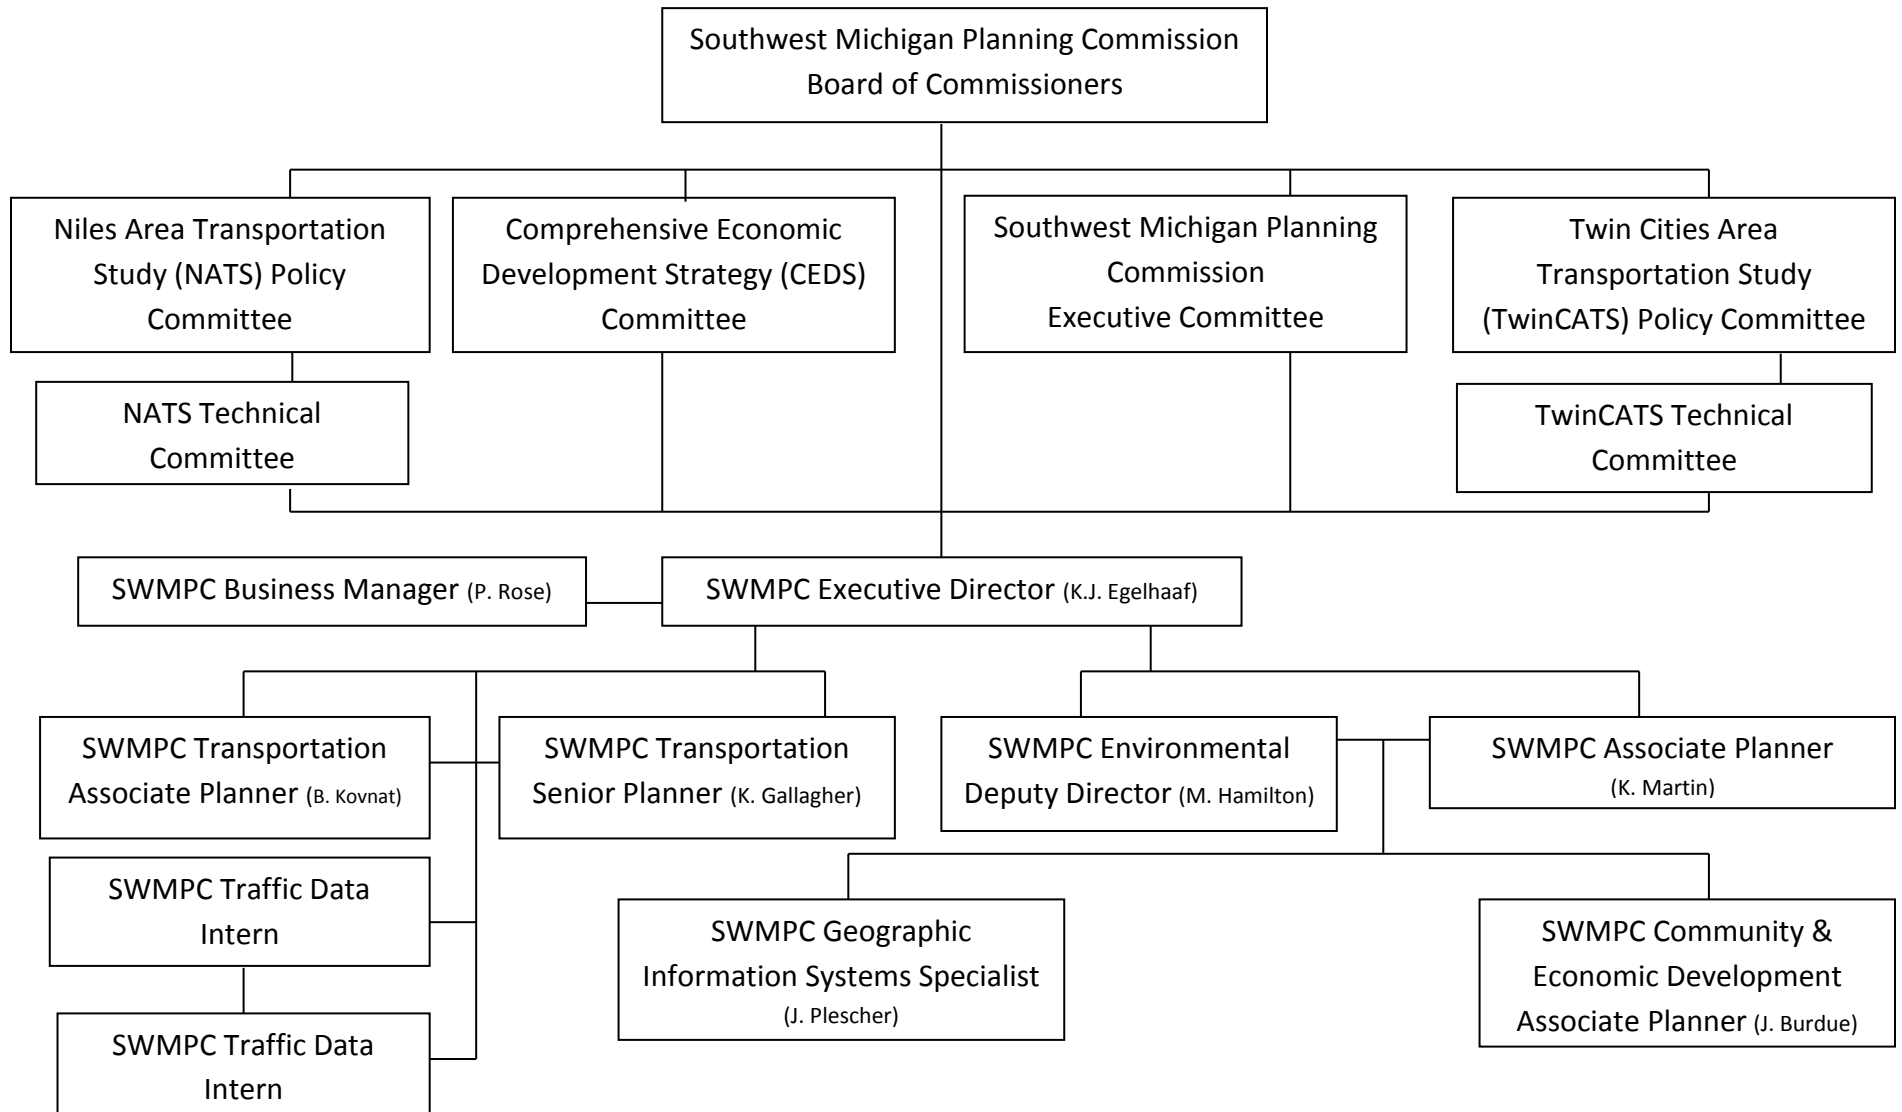 Southwest Michigan Planning Commission
Board of Commissioners
Niles Area Transportation
Study (NATS) Policy
Committee
Comprehensive Economic
Development Strategy (CEDS)
Committee
Southwest Michigan Planning
Commission
Executive Committee
Twin Cities Area
Transportation Study
(TwinCATS) Policy Committee
NATS Technical
Committee
TwinCATS Technical
Committee
SWMPC Business Manager (P. Rose)
SWMPC Executive Director (K.J. Egelhaaf)
SWMPC Transportation
Associate Planner (B. Kovnat)
SWMPC Transportation
Senior Planner (K. Gallagher)
SWMPC Environmental
Deputy Director (M. Hamilton)
SWMPC Associate Planner
(K. Martin)
SWMPC Traffic Data
Intern
SWMPC Geographic
Information Systems Specialist
(J. Plescher)
SWMPC Community &
Economic Development
Associate Planner (J. Burdue)
SWMPC Traffic Data
Intern